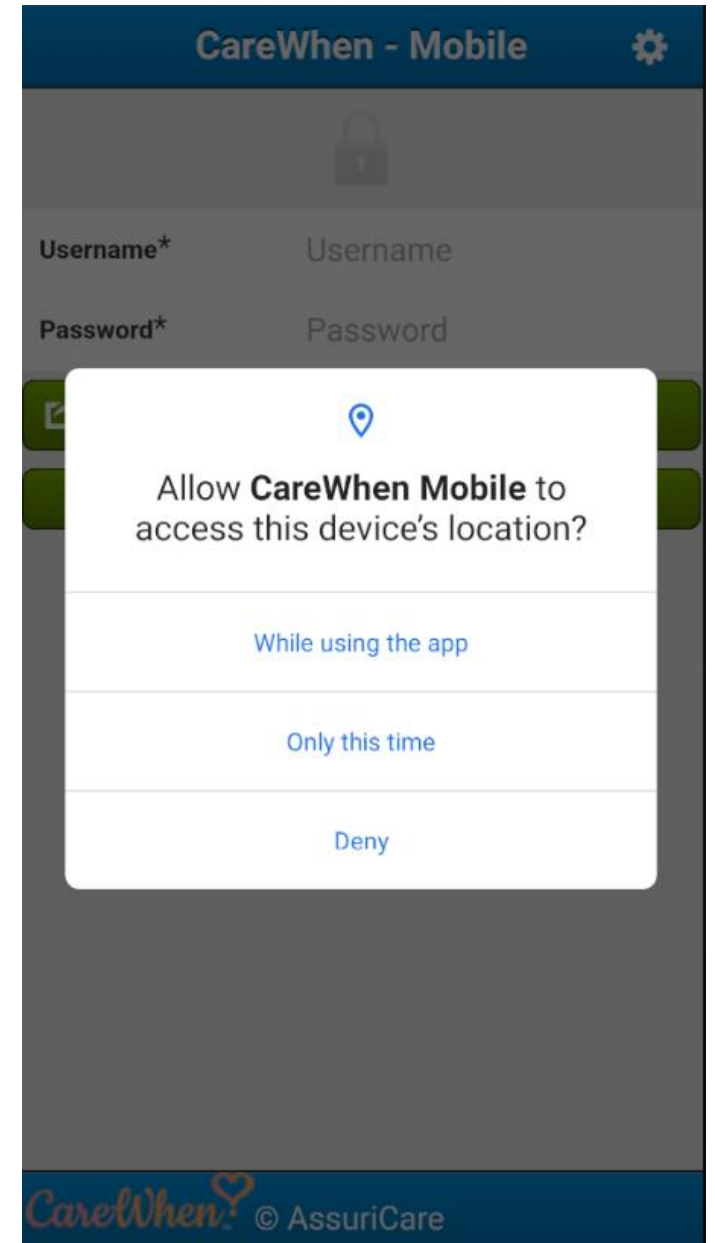 CareWhen - Mobile
Username* Username
Password* Password
Allow CareWhen Mobile to
access this device's location?
While using the app
Only this time
Deny
CareWhen © AssuriCare